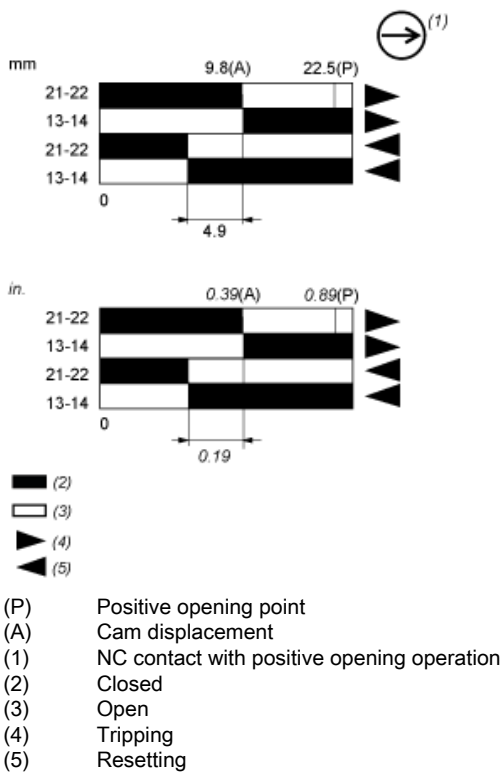 (1)
mm
9.8(A) 22.5(P)
21-22
13-14
21-22
13-14
0
4.9
in.
0.39(A) 0.89(P)
21-22
13-14
21-22
13-14
0
0.19
(2)
(3)
(4)
(5)
(P) Positive opening point
(A) Cam displacement
(1) NC contact with positive opening operation
(2) Closed
(3) Open
(4) Tripping
(5) Resetting